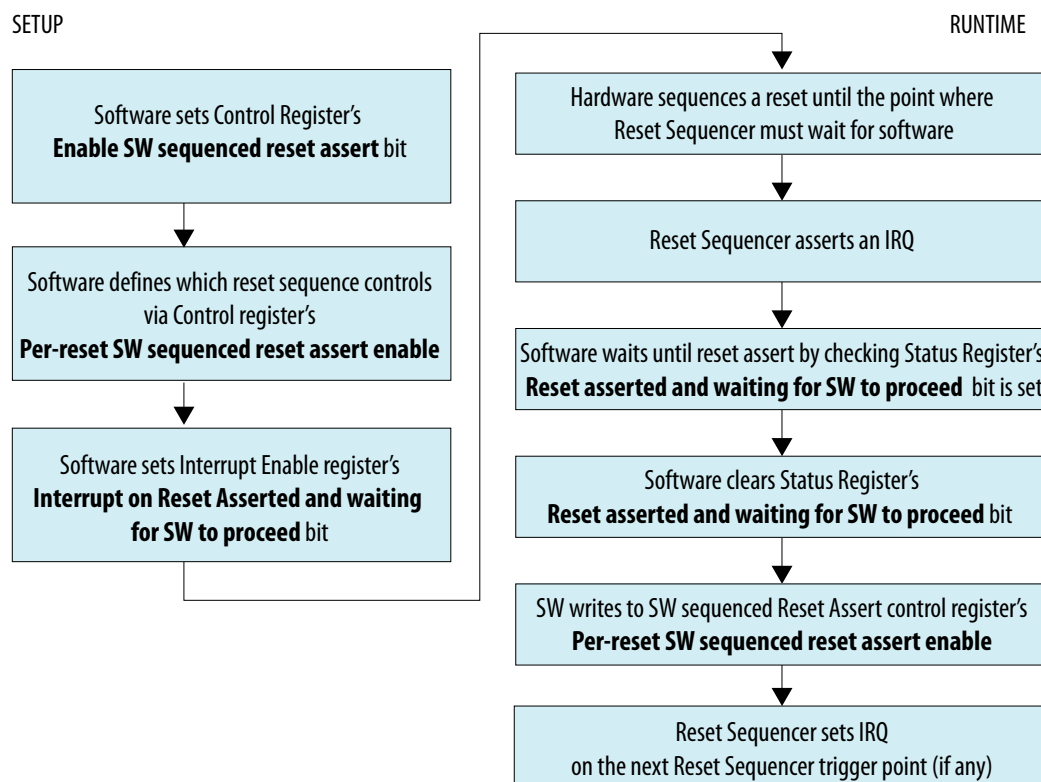 SETUP
Software sets Control Register's
Enable SW sequenced reset assert bit
Software defines which reset sequence controls
via Control register's
Per-reset SW sequenced reset assert enable
Software sets Interrupt Enable register's
Interrupt on Reset Asserted and waiting
for SW to proceed bit
RUNTIME
Hardware sequences a reset until the point where
Reset Sequencer must wait for software
Reset Sequencer asserts an IRQ
Software waits until reset assert by checking Status Register's
Reset asserted and waiting for SW to proceed bit is set
Software clears Status Register's
Reset asserted and waiting for SW to proceed bit
SW writes to SW sequenced Reset Assert control register's
Per-reset SW sequenced reset assert enable
Reset Sequencer sets IRQ
on the next Reset Sequencer trigger point (if any)